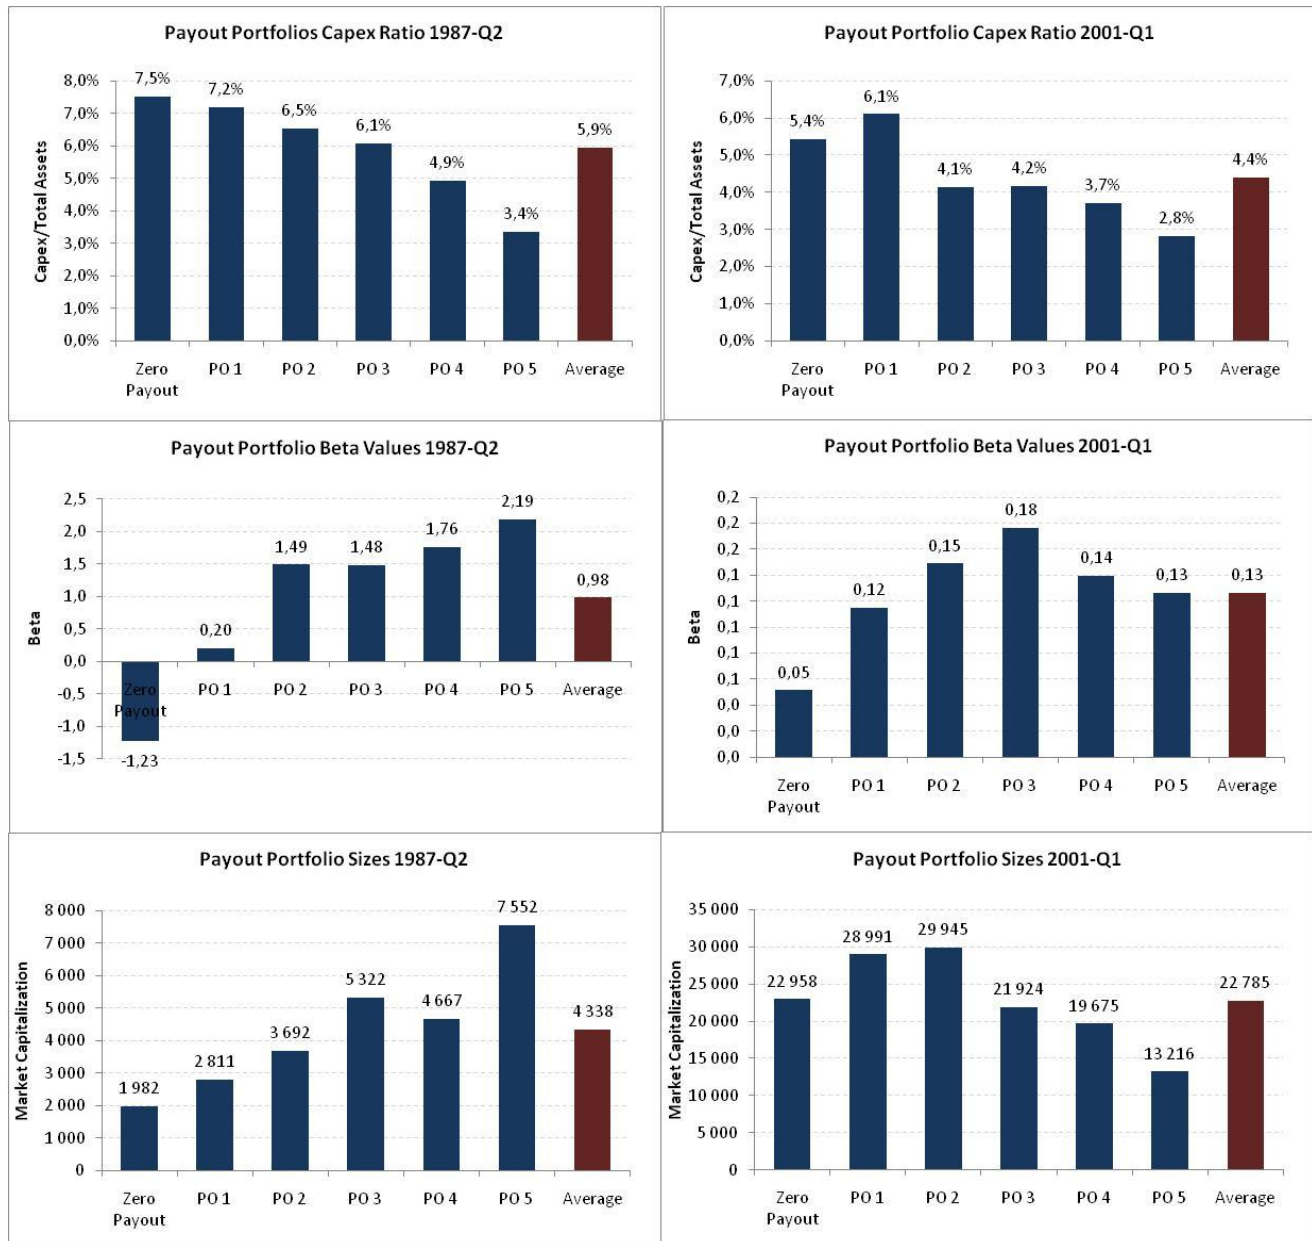 Payout Portfolios Capex Ratio 1987-Q2
Capex/Total Assets
8,0%
7,0%
6,0%
5,0%
4,0%
3,0%
2,0%
1,0%
0,0%
7,5%
7,2%
6,5%
6,1%
4,9%
3,4%
5,9%
Zero Payout
PO 1
PO 2
PO 3
PO 4
PO 5
Average
Payout Portfolio Capex Ratio 2001-Q1
Capex/Total Assets
7,0%
6,0%
5,0%
4,0%
3,0%
2,0%
1,0%
0,0%
5,4%
6,1%
4,1%
4,2%
3,7%
2,8%
4,4%
Zero Payout
PO 1
PO 2
PO 3
PO 4
PO 5
Average
Payout Portfolio Beta Values 1987-Q2
Beta
2,5
2,0
1,5
1,0
0,5
0,0
-0,5
-1,0
-1,5
-1,23
0,20
1,49
1,48
1,76
2,19
0,98
Zero Payout
PO 1
PO 2
PO 3
PO 4
PO 5
Average
Payout Portfolio Beta Values 2001-Q1
Beta
0,2
0,2
0,2
0,1
0,1
0,1
0,1
0,1
0,0
0,0
0,0
0,05
0,12
0,15
0,18
0,14
0,13
0,13
Zero Payout
PO 1
PO 2
PO 3
PO 4
PO 5
Average
Payout Portfolio Sizes 1987-Q2
Market Capitalization
8 000
7 000
6 000
5 000
4 000
3 000
2 000
1 000
0
1 982
2 811
3 692
5 322
4 667
7 552
4 338
Zero Payout
PO 1
PO 2
PO 3
PO 4
PO 5
Average
Payout Portfolio Sizes 2001-Q1
Market Capitalization
35 000
30 000
25 000
20 000
15 000
10 000
5 000
0
22 958
28 991
29 945
21 924
19 675
13 216
22 785
Zero Payout
PO 1
PO 2
PO 3
PO 4
PO 5
Average